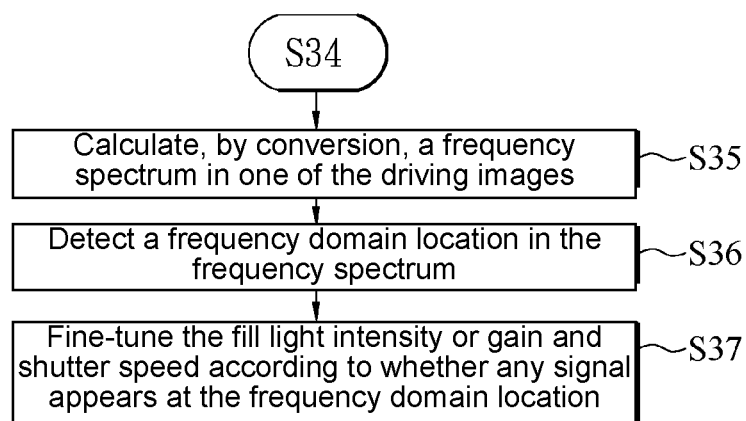 S34
Calculate, by conversion, a frequency
spectrum in one of the driving images
S35
Detect a frequency domain location in the
frequency spectrum
S36
Fine-tune the fill light intensity or gain and
shutter speed according to whether any signal
appears at the frequency domain location
S37